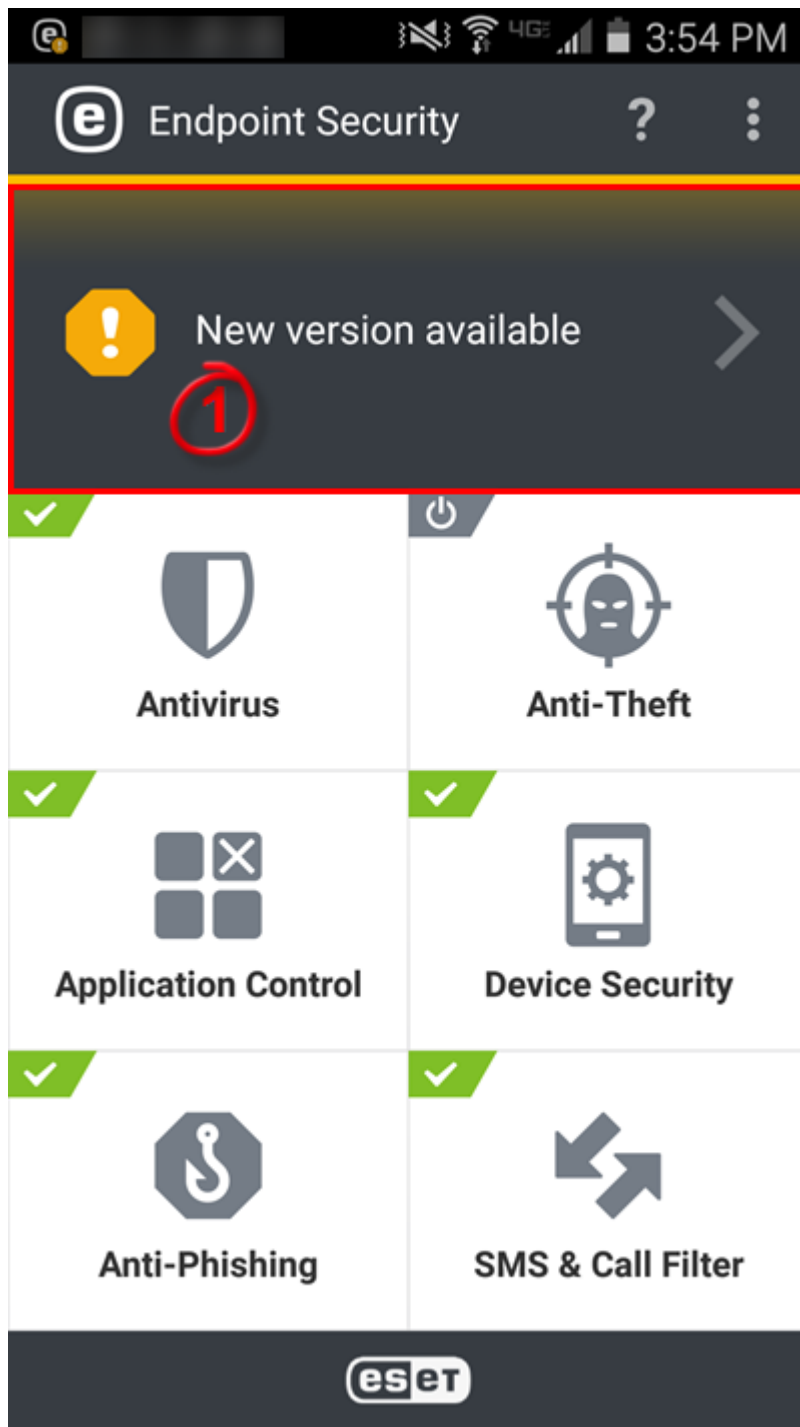 4GE 3:54 PM
e Endpoint Security ? 
! New version available
1
Antivirus
Anti-Theft
Application Control
Device Security
Anti-Phishing
SMS & Call Filter
eseT